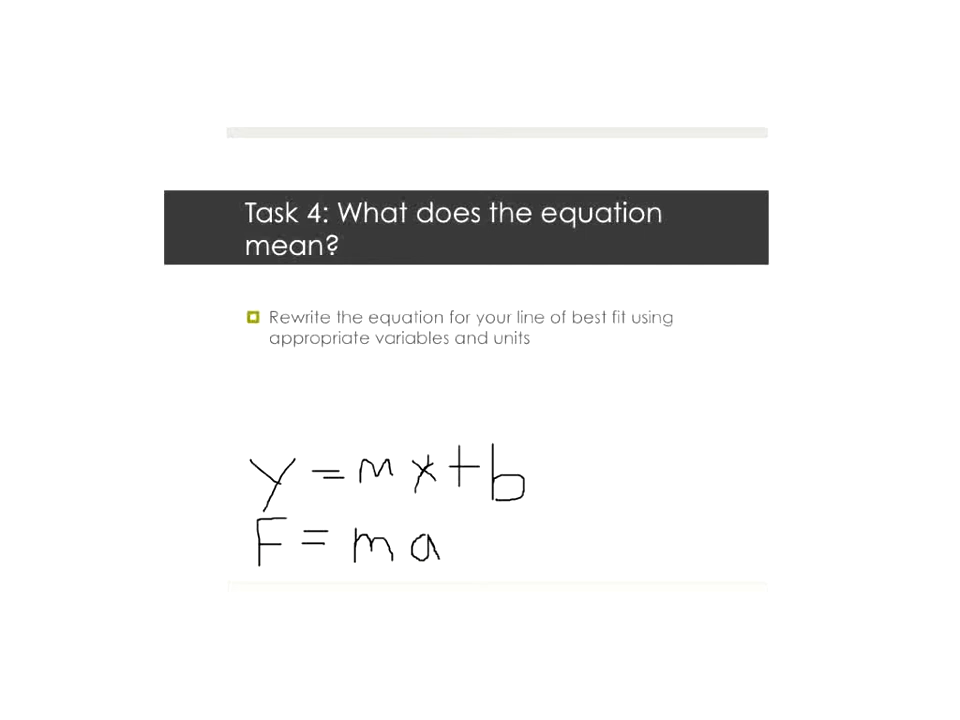 Task 4: What does the equation
mean?
Rewrite the equation for your line of best fit using
appropriate variables and units
y = mx+b
F = ma